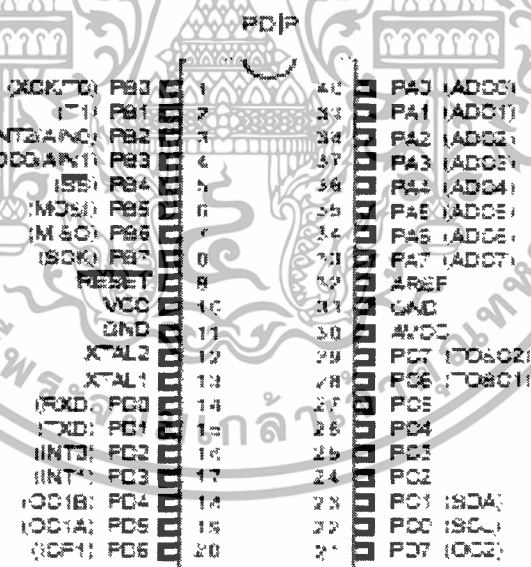 PDIP
(XCK/T0) PB0 1 40 PA0 (ADC0)
(T1) PB1 2 39 PA1 (ADC1)
PB2 3 38 PA2 (ADC2)
PB3 4 37 PA3 (ADC3)
(SS) PB4 5 36 PA4 (ADC4)
(MOSI) PB5 6 35 PA5 (ADC5)
(MISO) PB6 7 34 PA6 (ADC6)
(SCK) PB7 8 33 PA7 (ADC7)
RESET 9 32 AREF
VCC 10 31 GND
GND 11 30 AVCC
XTAL2 12 29 PC7 (TOSC2)
XTAL1 13 28 PC6 (TOSC1)
(RXD) PD0 14 27 PC5
(TXD) PD1 15 26 PC4
(INT0) PD2 16 25 PC3
(INT1) PD3 17 24 PC2
(OC1B) PD4 18 23 PC1 (SDA)
(OC1A) PD5 19 22 PC0 (SCL)
(ICP1) PD6 20 21 PD7 (OC2)